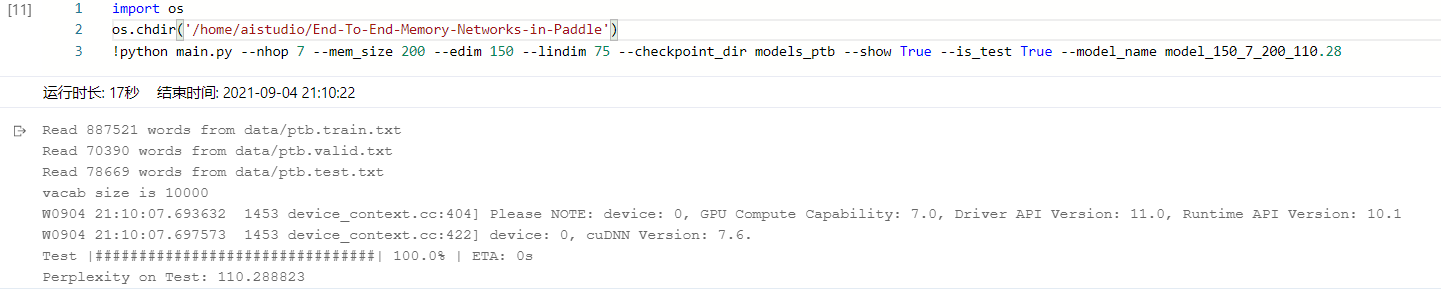 [11]
1 import os
2 os.chdir('/home/aistudio/End-To-End-Memory-Networks-in-Paddle')
3 !python main.py --nhop 7 --mem_size 200 --edim 150 --lindim 75 --checkpoint_dir models_ptb --show True --is_test True --model_name model_150_7_200_110.28
运行时长: 17秒 结束时间: 2021-09-04 21:10:22
Read 887521 words from data/ptb.train.txt
Read 70390 words from data/ptb.valid.txt
Read 78669 words from data/ptb.test.txt
vacab size is 10000
W0904 21:10:07.693632  1453 device_context.cc:404] Please NOTE: device: 0, GPU Compute Capability: 7.0, Driver API Version: 11.0, Runtime API Version: 10.1
W0904 21:10:07.697573  1453 device_context.cc:422] device: 0, cuDNN Version: 7.6.
Test |################################| 100.0% | ETA: 0s
Perplexity on Test: 110.288823